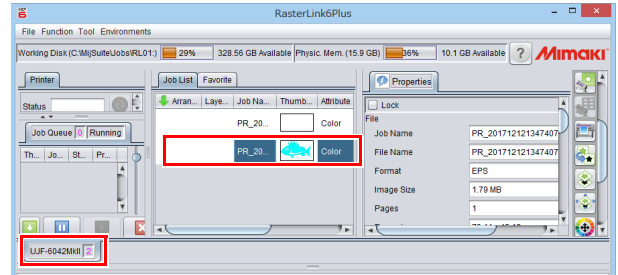 RasterLink6Plus
File Function Tool Environments
Working Disk (C:\MijSuite\Jobs\RL01:) 29% 328.56 GB Available Physic. Mem. (15.9 GB) 36% 10.1 GB Available ? Mimaki
Printer
Job List Favorite
Properties
Status
Arran... Laye... Job Na... Thumb... Attribute
Lock
File
PR_20... Color
Job Queue 0 Running
Job Name PR_201712121347407
Th... Jo... St... Pr...
PR_20... Color
File Name PR_201712121347407
Format EPS
Image Size 1.79 MB
Pages 1
UJF-6042MkII 2